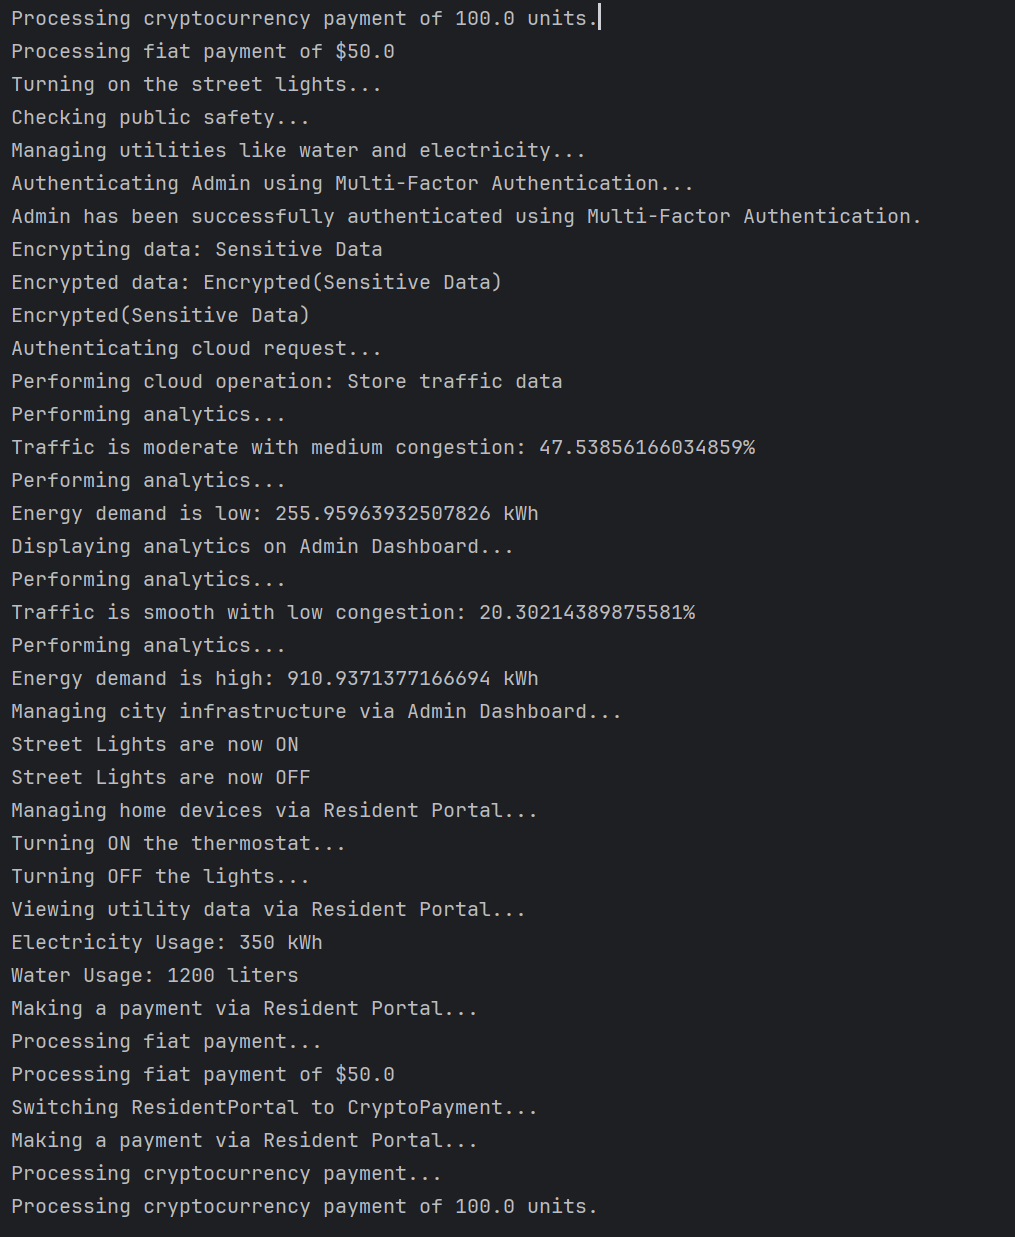 Processing cryptocurrency payment of 100.0 units.
Processing fiat payment of $50.0
Turning on the street lights...
Checking public safety...
Managing utilities like water and electricity...
Authenticating Admin using Multi-Factor Authentication...
Admin has been successfully authenticated using Multi-Factor Authentication.
Encrypting data: Sensitive Data
Encrypted data: Encrypted(Sensitive Data)
Encrypted(Sensitive Data)
Authenticating cloud request...
Performing cloud operation: Store traffic data
Performing analytics...
Traffic is moderate with medium congestion: 47.53856166034859%
Performing analytics...
Energy demand is low: 255.95963932507826 kWh
Displaying analytics on Admin Dashboard...
Performing analytics...
Traffic is smooth with low congestion: 20.30214389875581%
Performing analytics...
Energy demand is high: 910.9371377166694 kWh
Managing city infrastructure via Admin Dashboard...
Street Lights are now ON
Street Lights are now OFF
Managing home devices via Resident Portal...
Turning ON the thermostat...
Turning OFF the lights...
Viewing utility data via Resident Portal...
Electricity Usage: 350 kWh
Water Usage: 1200 liters
Making a payment via Resident Portal...
Processing fiat payment...
Processing fiat payment of $50.0
Switching ResidentPortal to CryptoPayment...
Making a payment via Resident Portal...
Processing cryptocurrency payment...
Processing cryptocurrency payment of 100.0 units.